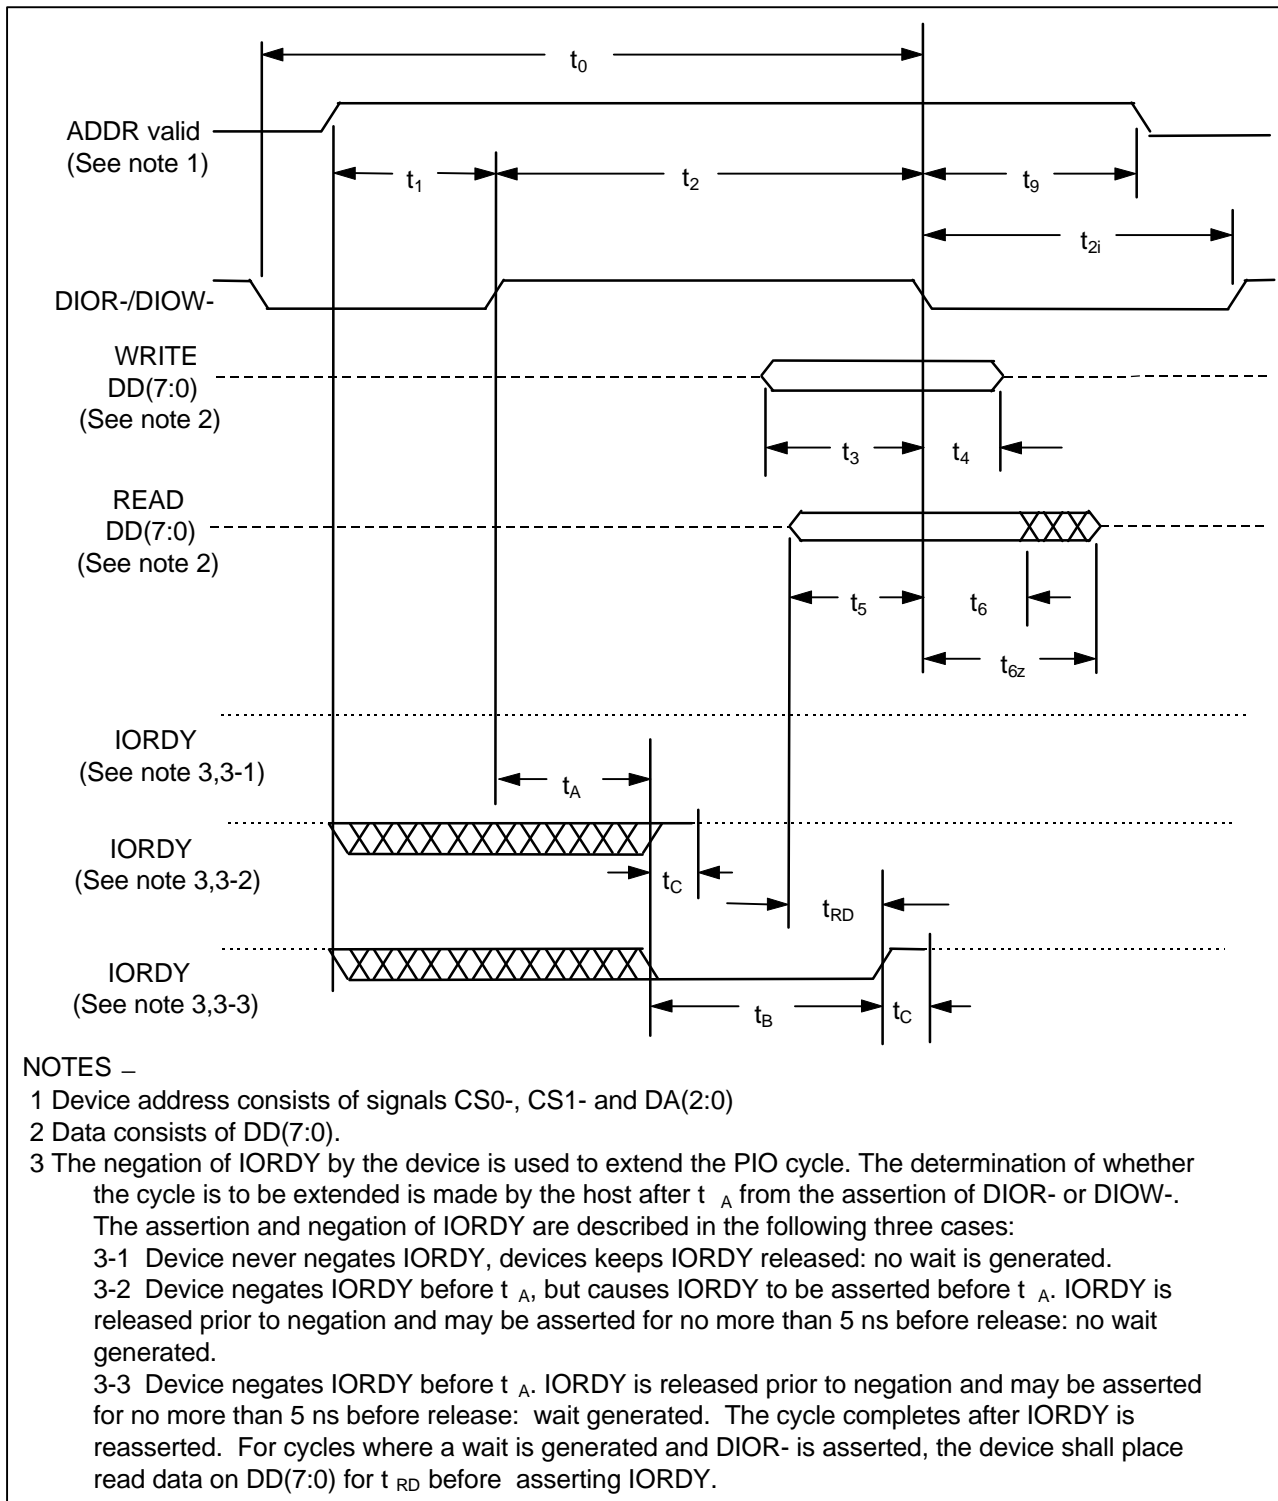 t0
ADDR valid
(See note 1)
t1 t2 t9
t2i
DIOR-/DIOW-
WRITE
DD(7:0)
(See note 2)
t3 t4
READ
DD(7:0)
(See note 2)
t5 t6
t6z
IORDY
(See note 3,3-1)
tA
IORDY
(See note 3,3-2)
tC
tRD
IORDY
(See note 3,3-3)
tB tC
NOTES –
1 Device address consists of signals CS0-, CS1- and DA(2:0)
2 Data consists of DD(7:0).
3 The negation of IORDY by the device is used to extend the PIO cycle. The determination of whether
the cycle is to be extended is made by the host after t A from the assertion of DIOR- or DIOW-.
The assertion and negation of IORDY are described in the following three cases:
3-1 Device never negates IORDY, devices keeps IORDY released: no wait is generated.
3-2 Device negates IORDY before t A, but causes IORDY to be asserted before t A. IORDY is
released prior to negation and may be asserted for no more than 5 ns before release: no wait
generated.
3-3 Device negates IORDY before t A. IORDY is released prior to negation and may be asserted
for no more than 5 ns before release: wait generated. The cycle completes after IORDY is
reasserted. For cycles where a wait is generated and DIOR- is asserted, the device shall place
read data on DD(7:0) for t RD before asserting IORDY.